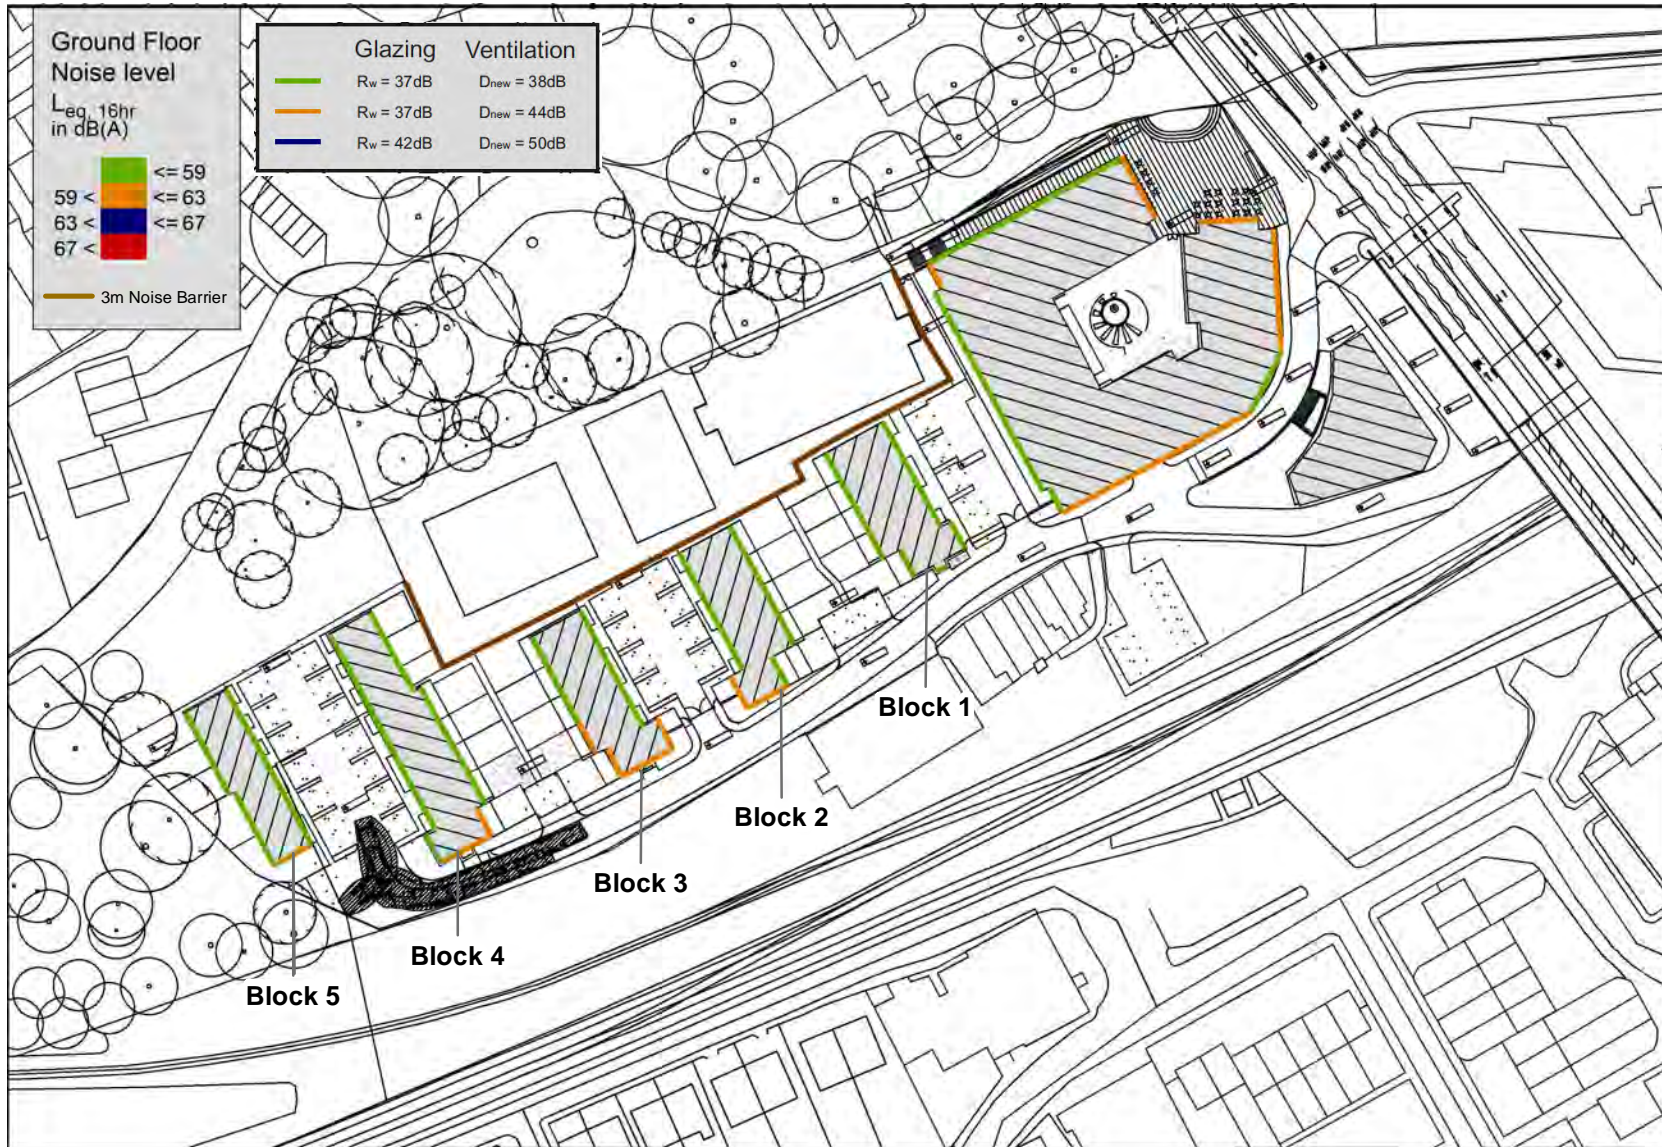 Ground Floor
Noise level
Leq, 16hr
in dB(A)
<= 59
59 < <= 63
63 < <= 67
67 <
3m Noise Barrier
Glazing Ventilation
Rw = 37dB Dnew = 38dB
Rw = 37dB Dnew = 44dB
Rw = 42dB Dnew = 50dB
Block 1
Block 2
Block 3
Block 4
Block 5